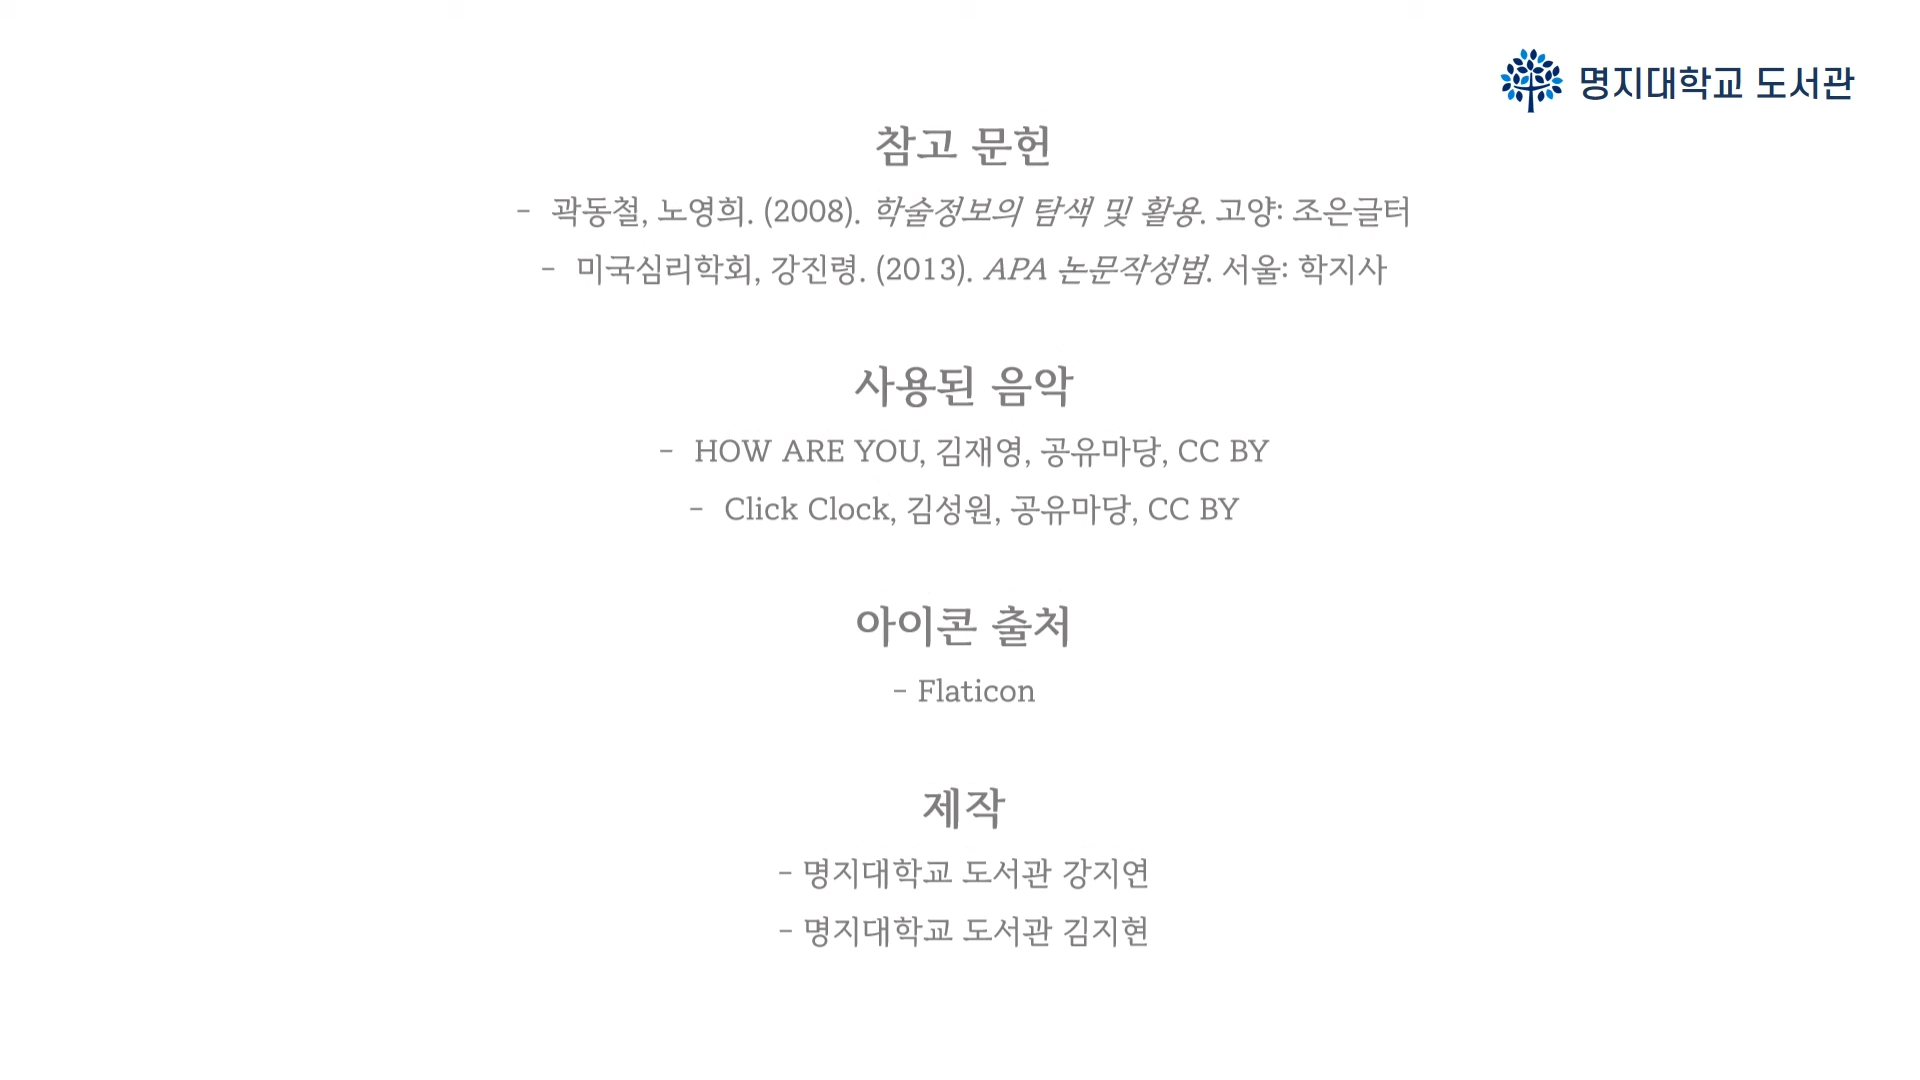 명지대학교 도서관
참고 문헌
- 곽동철, 노영희. (2008). 학술정보의 탐색 및 활용. 고양: 조은글터
- 미국심리학회, 강진령. (2013). APA 논문작성법. 서울: 학지사
사용된 음악
- HOW ARE YOU, 김재영, 공유마당, CC BY
- Click Clock, 김성원, 공유마당, CC BY
아이콘 출처
- Flaticon
제작
- 명지대학교 도서관 강지연
- 명지대학교 도서관 김지현